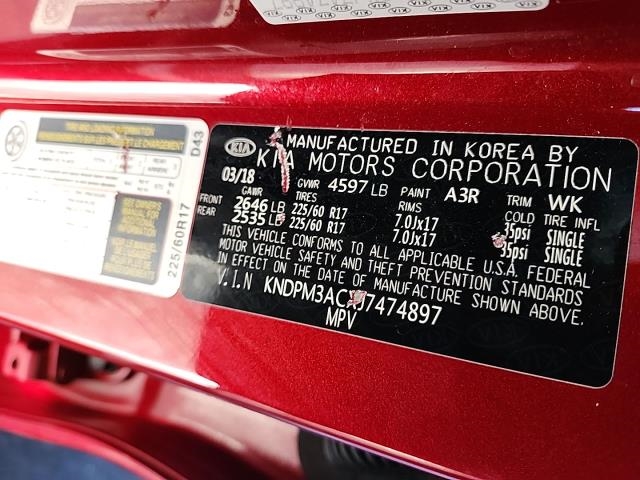 D43
225/60R17
KIA
MANUFACTURED IN KOREA BY
KIA MOTORS CORPORATION
03/18 GVWR 4597 LB PAINT A3R TRIM WK
GAWR TIRES RIMS COLD TIRE INFL
FRONT 2646 LB 225/60 R17 7.0Jx17 35psi SINGLE
REAR 2535 LB 225/60 R17 7.0Jx17 35psi SINGLE
THIS VEHICLE CONFORMS TO ALL APPLICABLE U.S.A. FEDERAL
MOTOR VEHICLE SAFETY AND THEFT PREVENTION STANDARDS
IN EFFECT ON THE DATE OF MANUFACTURE SHOWN ABOVE.
V.I.N
MPV